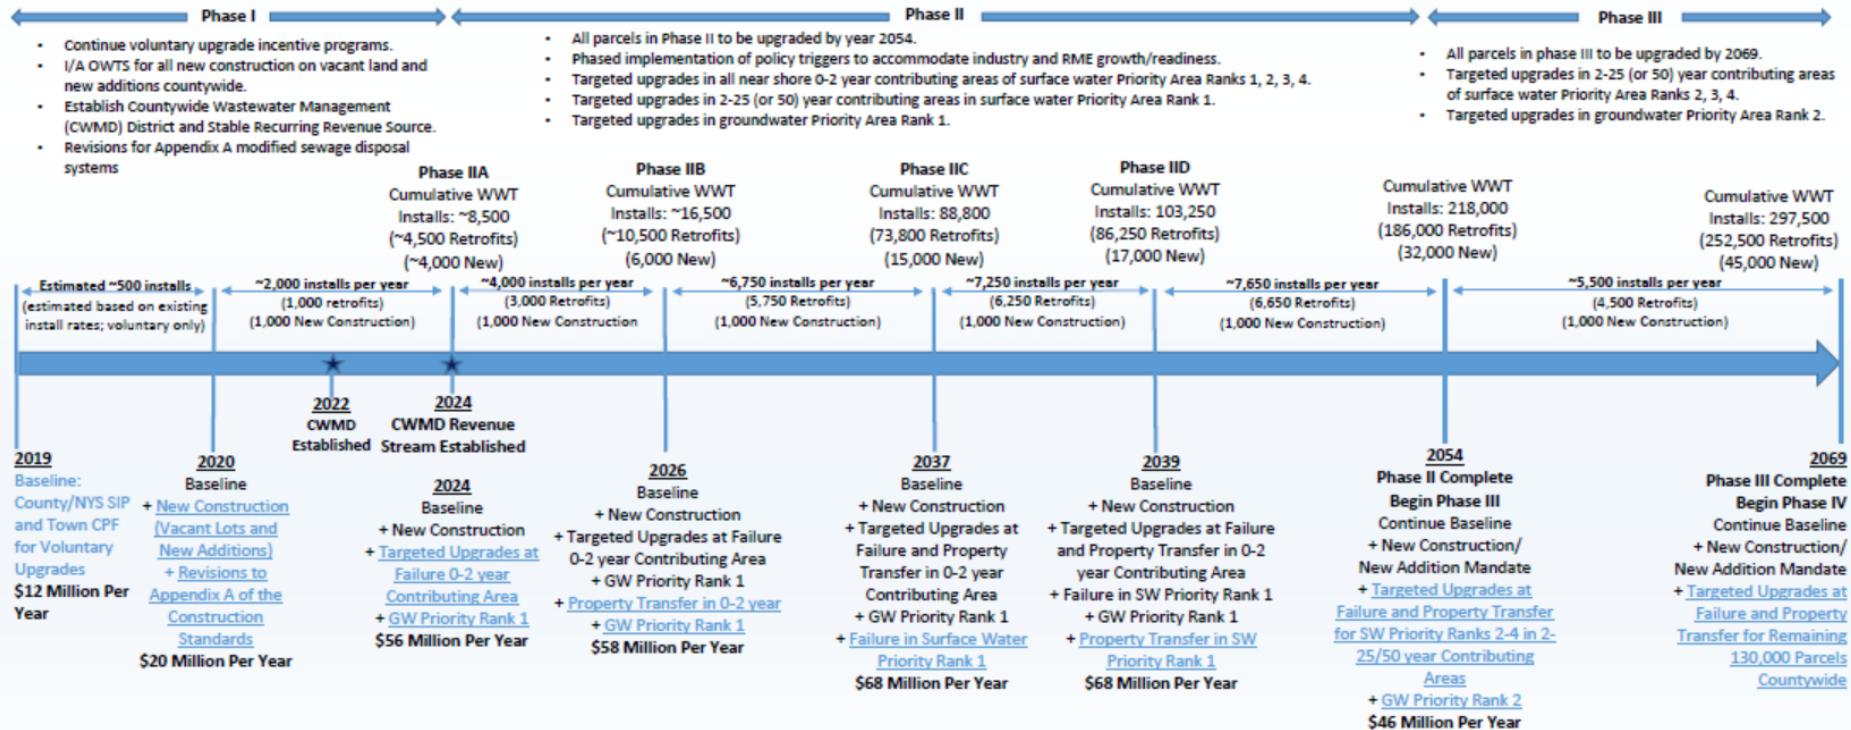 Phase I
Phase II
Phase III
• Continue voluntary upgrade incentive programs.
• I/A OWTS for all new construction on vacant land and
new additions countywide.
• Establish Countywide Wastewater Management
(CWMD) District and Stable Recurring Revenue Source.
• Revisions for Appendix A modified sewage disposal
systems
• All parcels in Phase II to be upgraded by year 2054.
• Phased implementation of policy triggers to accommodate industry and RME growth/readiness.
• Targeted upgrades in all near shore 0-2 year contributing areas of surface water Priority Area Ranks 1, 2, 3, 4.
• Targeted upgrades in 2-25 (or 50) year contributing areas in surface water Priority Area Rank 1.
• Targeted upgrades in groundwater Priority Area Rank 1.
• All parcels in phase III to be upgraded by 2069.
• Targeted upgrades in 2-25 (or 50) year contributing areas
of surface water Priority Area Ranks 2, 3, 4.
• Targeted upgrades in groundwater Priority Area Rank 2.
Phase IIA
Cumulative WWT
Installs: ~8,500
(~4,500 Retrofits)
(~4,000 New)
Phase IIB
Cumulative WWT
Installs: ~16,500
(~10,500 Retrofits)
(6,000 New)
Phase IIC
Cumulative WWT
Installs: 88,800
(73,800 Retrofits)
(15,000 New)
Phase IID
Cumulative WWT
Installs: 103,250
(86,250 Retrofits)
(17,000 New)
Cumulative WWT
Installs: 218,000
(186,000 Retrofits)
(32,000 New)
Cumulative WWT
Installs: 297,500
(252,500 Retrofits)
(45,000 New)
Estimated ~500 installs
(estimated based on existing
install rates; voluntary only)
~2,000 installs per year
(1,000 retrofits)
(1,000 New Construction)
~4,000 installs per year
(3,000 Retrofits)
(1,000 New Construction
~6,750 installs per year
(5,750 Retrofits)
(1,000 New Construction)
~7,250 installs per year
(6,250 Retrofits)
(1,000 New Construction)
~7,650 installs per year
(6,650 Retrofits)
(1,000 New Construction)
~5,500 installs per year
(4,500 Retrofits)
(1,000 New Construction)
2019
Baseline:
County/NYS SIP
and Town CPF
for Voluntary
Upgrades
$12 Million Per
Year
2020
Baseline
+ New Construction
(Vacant Lots and
New Additions)
+ Revisions to
Appendix A of the
Construction
Standards
$20 Million Per Year
2022
CWMD
Established
2024
CWMD Revenue
Stream Established
2024
Baseline
+ New Construction
+ Targeted Upgrades at
Failure 0-2 year
Contributing Area
+ GW Priority Rank 1
$56 Million Per Year
2026
Baseline
+ New Construction
+ Targeted Upgrades at Failure
0-2 year Contributing Area
+ GW Priority Rank 1
+ Property Transfer in 0-2 year
+ GW Priority Rank 1
$58 Million Per Year
2037
Baseline
+ New Construction
+ Targeted Upgrades at
Failure and Property
Transfer in 0-2 year
Contributing Area
+ GW Priority Rank 1
+ Failure in Surface Water
Priority Rank 1
$68 Million Per Year
2039
Baseline
+ New Construction
+ Targeted Upgrades at Failure
and Property Transfer in 0-2
year Contributing Area
+ Failure in SW Priority Rank 1
+ GW Priority Rank 1
+ Property Transfer in SW
Priority Rank 1
$68 Million Per Year
2054
Phase II Complete
Begin Phase III
Continue Baseline
+ New Construction/
New Addition Mandate
+ Targeted Upgrades at
Failure and Property Transfer
for SW Priority Ranks 2-4 in 2-
25/50 year Contributing
Areas
+ GW Priority Rank 2
$46 Million Per Year
2069
Phase III Complete
Begin Phase IV
Continue Baseline
+ New Construction/
New Addition Mandate
+ Targeted Upgrades at
Failure and Property
Transfer for Remaining
130,000 Parcels
Countywide